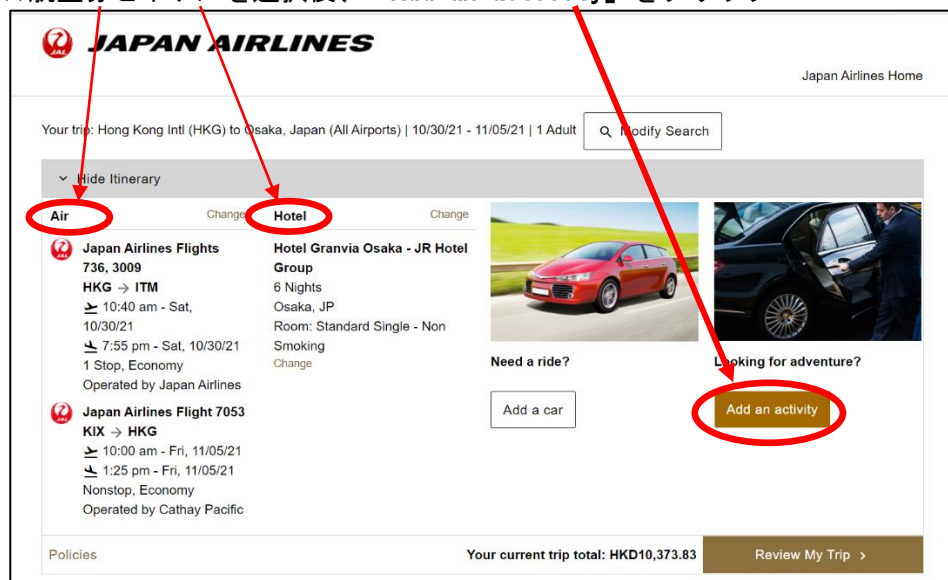 JAL JAPAN AIRLINES
Japan Airlines Home
Your trip: Hong Kong Intl (HKG) to Osaka, Japan (All Airports) | 10/30/21 - 11/05/21 | 1 Adult
Modify Search
Hide Itinerary
Air Change
Japan Airlines Flights
736, 3009
HKG → ITM
10:40 am - Sat,
10/30/21
7:55 pm - Sat, 10/30/21
1 Stop, Economy
Operated by Japan Airlines
Japan Airlines Flight 7053
KIX → HKG
10:00 am - Fri, 11/05/21
1:25 pm - Fri, 11/05/21
Nonstop, Economy
Operated by Cathay Pacific
Hotel Change
Hotel Granvia Osaka - JR Hotel
Group
6 Nights
Osaka, JP
Room: Standard Single - Non
Smoking
Change
Need a ride?
Add a car
Looking for adventure?
Add an activity
Policies
Your current trip total: HKD10,373.83
Review My Trip >